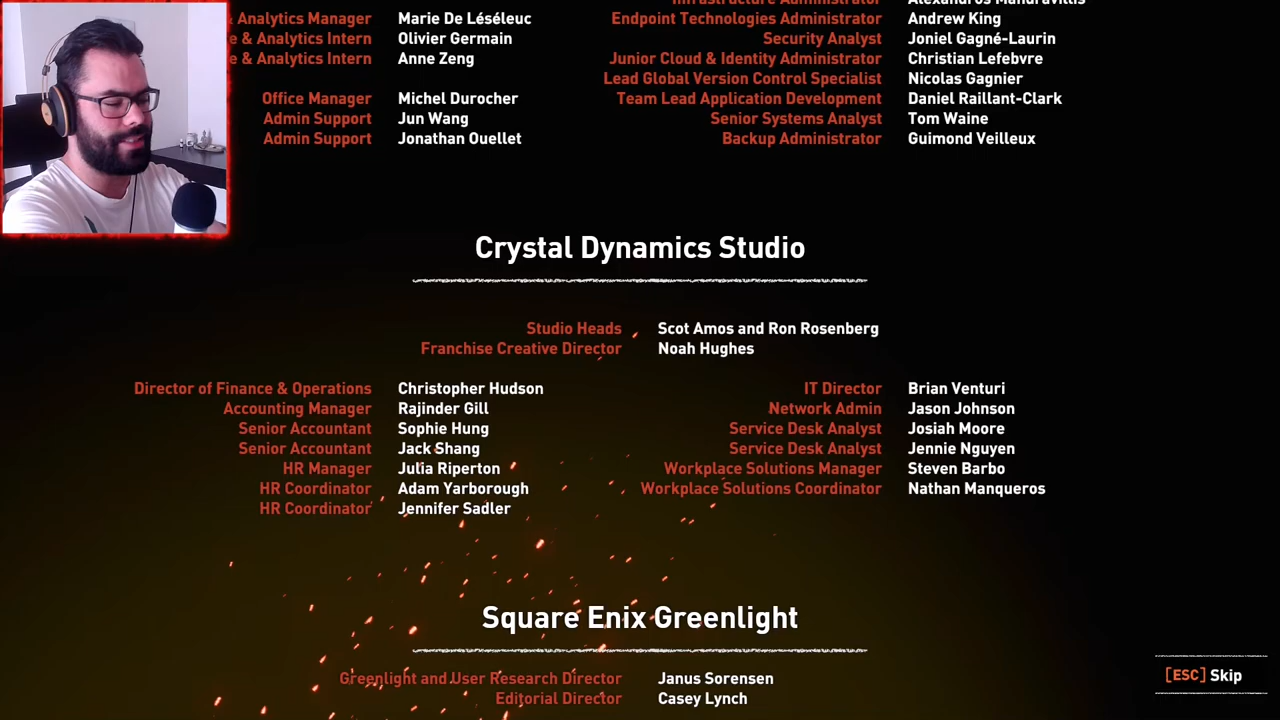 & Analytics Manager Marie De Léséleuc
e & Analytics Intern Olivier Germain
e & Analytics Intern Anne Zeng
Office Manager Michel Durocher
Admin Support Jun Wang
Admin Support Jonathan Ouellet
Infrastructure Administrator Alexandros Mandravillis
Endpoint Technologies Administrator Andrew King
Security Analyst Joniel Gagné-Laurin
Junior Cloud & Identity Administrator Christian Lefebvre
Lead Global Version Control Specialist Nicolas Gagnier
Team Lead Application Development Daniel Raillant-Clark
Senior Systems Analyst Tom Waine
Backup Administrator Guimond Veilleux
Crystal Dynamics Studio
Studio Heads Scot Amos and Ron Rosenberg
Franchise Creative Director Noah Hughes
Director of Finance & Operations Christopher Hudson
Accounting Manager Rajinder Gill
Senior Accountant Sophie Hung
Senior Accountant Jack Shang
HR Manager Julia Riperton
HR Coordinator Adam Yarborough
HR Coordinator Jennifer Sadler
IT Director Brian Venturi
Network Admin Jason Johnson
Service Desk Analyst Josiah Moore
Service Desk Analyst Jennie Nguyen
Workplace Solutions Manager Steven Barbo
Workplace Solutions Coordinator Nathan Manqueros
Square Enix Greenlight
Greenlight and User Research Director Janus Sorensen
Editorial Director Casey Lynch
[ESC] Skip